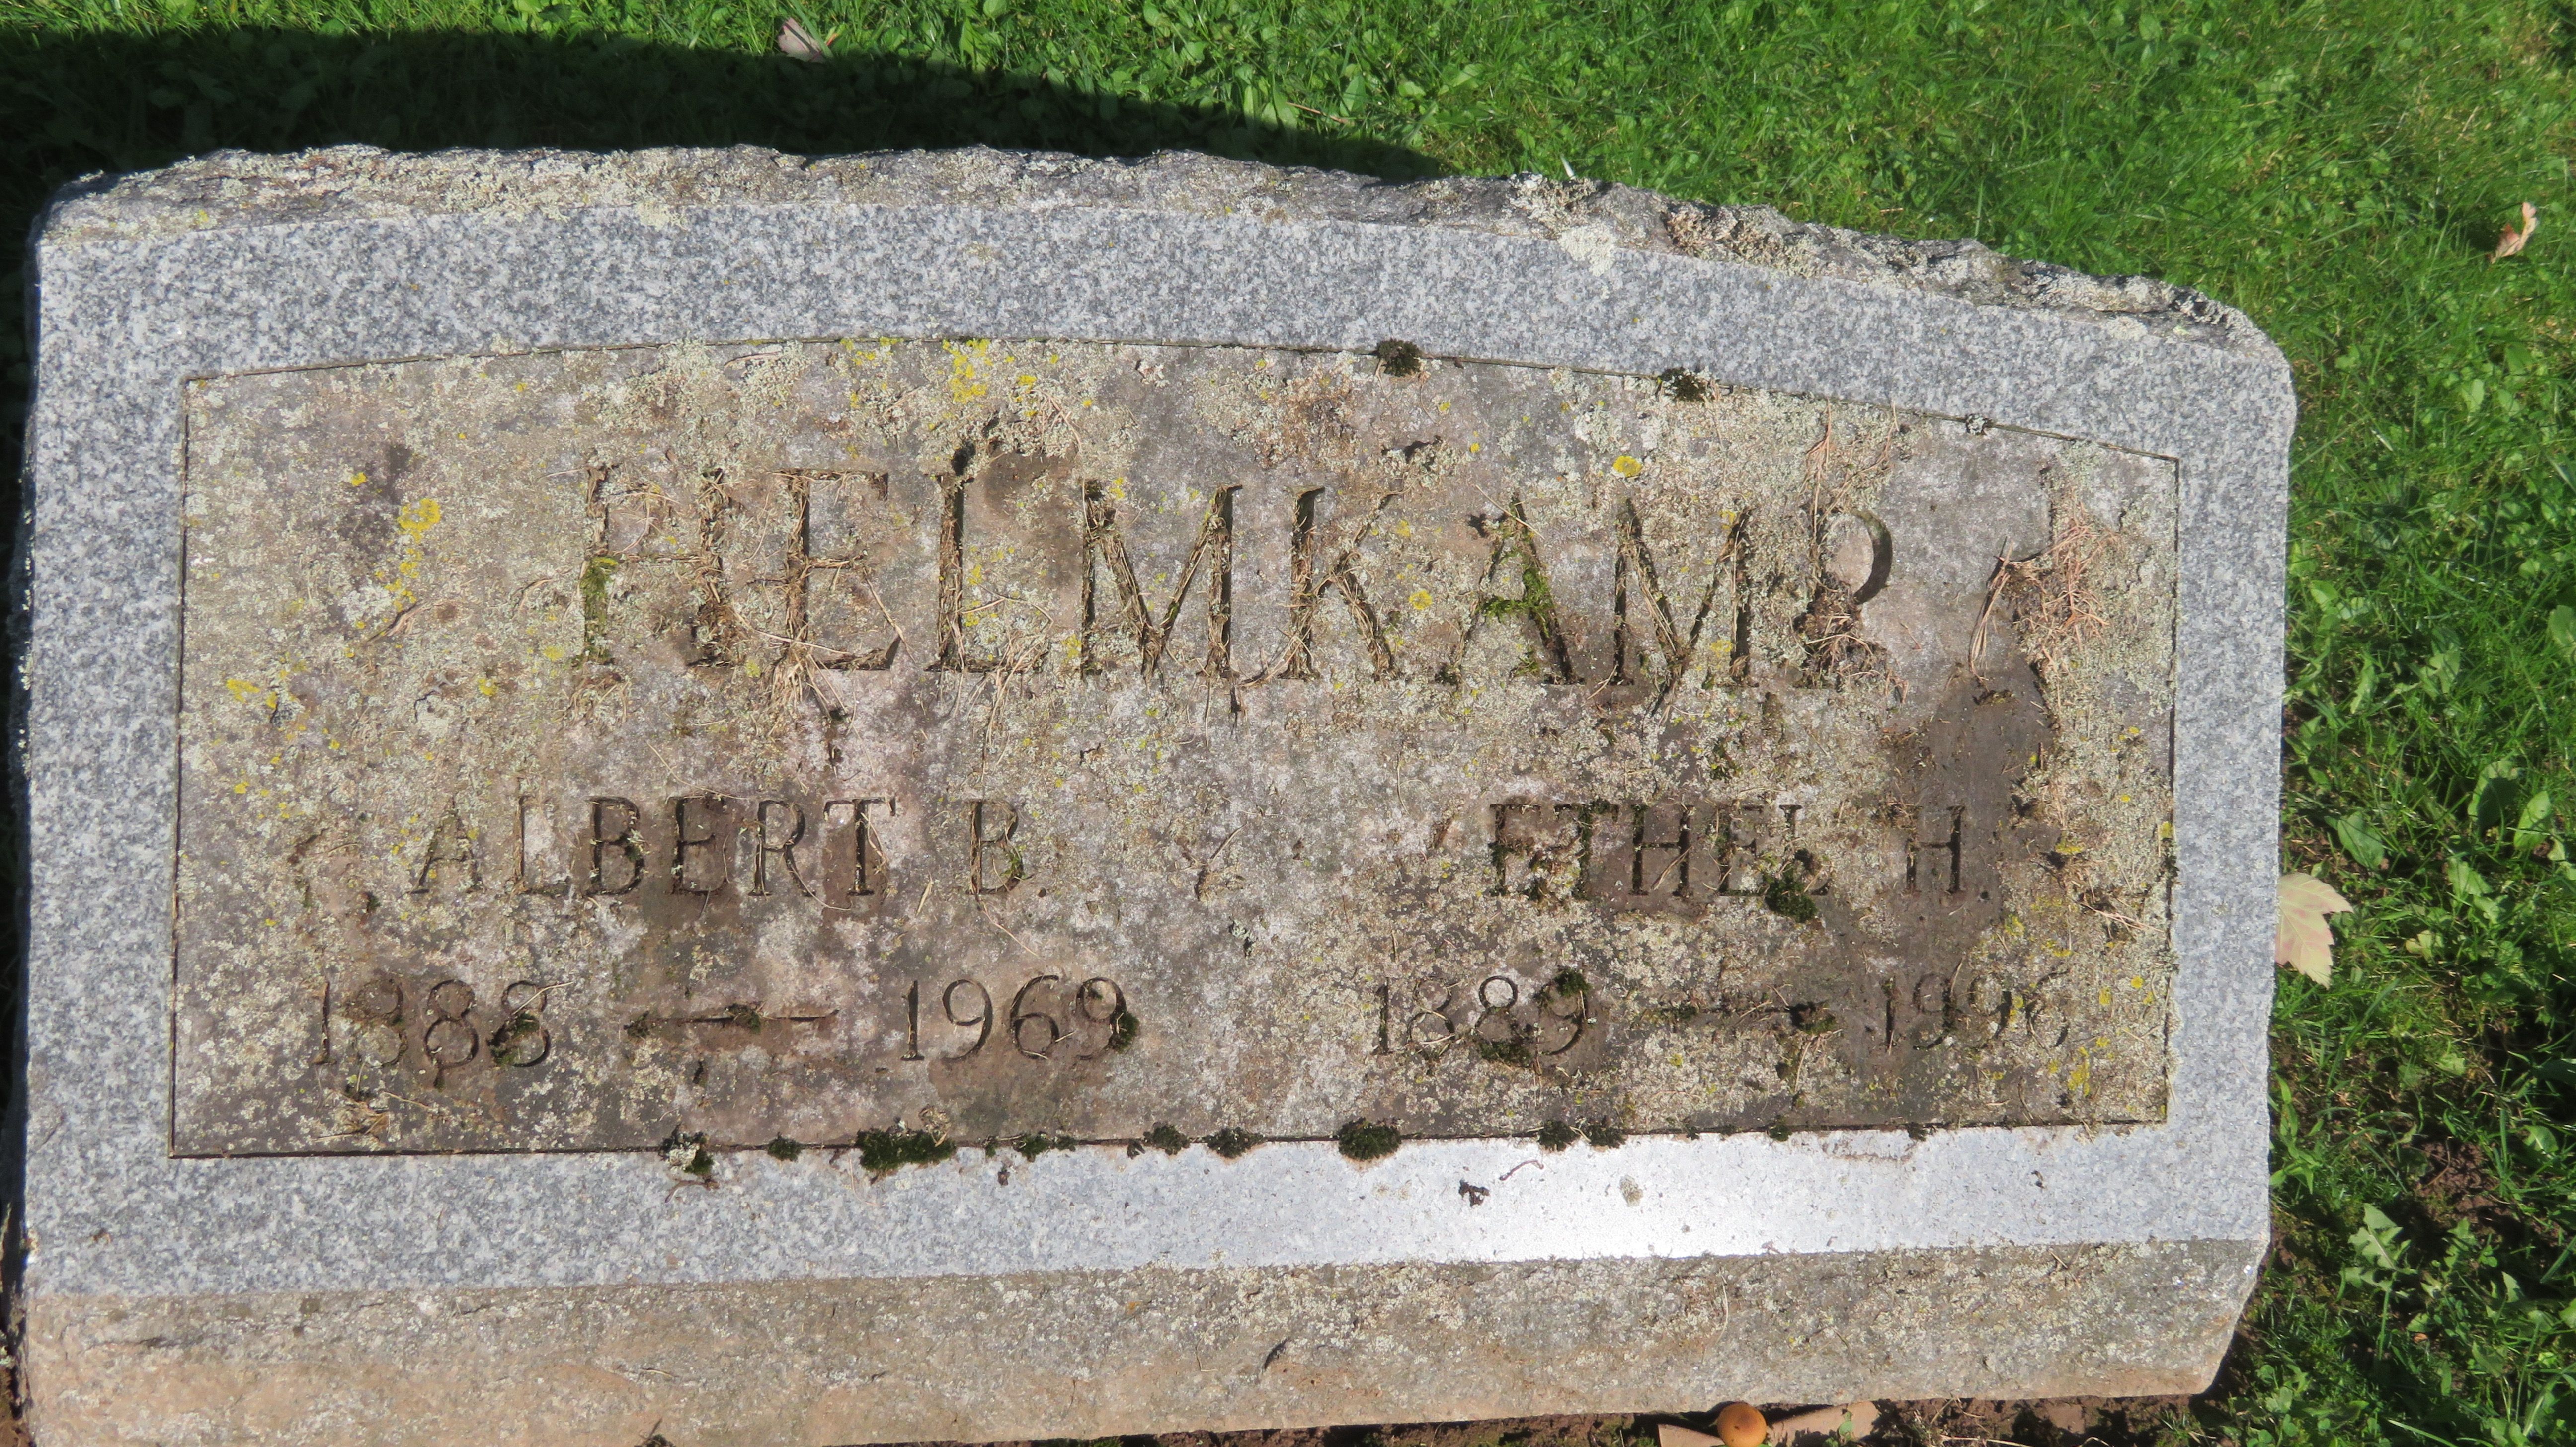 HELMKAMP
ALBERT B. ETHEL H.
1888 — 1969 1889 — 1996